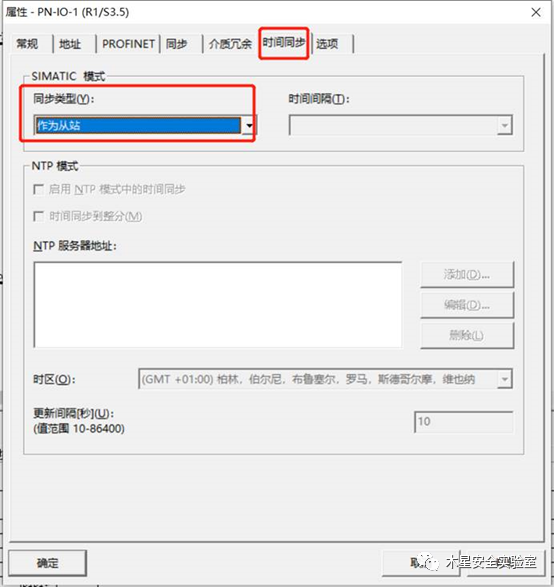 属性 - PN-IO-1 (R1/S3.5)
常规 地址 PROFINET 同步 介质冗余 时间同步 选项
SIMATIC 模式
同步类型(Y): 时间间隔(T):
作为从站
NTP 模式
启用 NTP 模式中的时间同步
时间同步到整分(M)
NTP 服务器地址:
添加(D)...
编辑(D)...
删除(L)
时区(O): (GMT +01:00) 柏林，伯尔尼，布鲁塞尔，罗马，斯德哥尔摩，维也纳
更新间隔[秒](U): 10
(值范围 10-86400)
确定
木星安全实验室